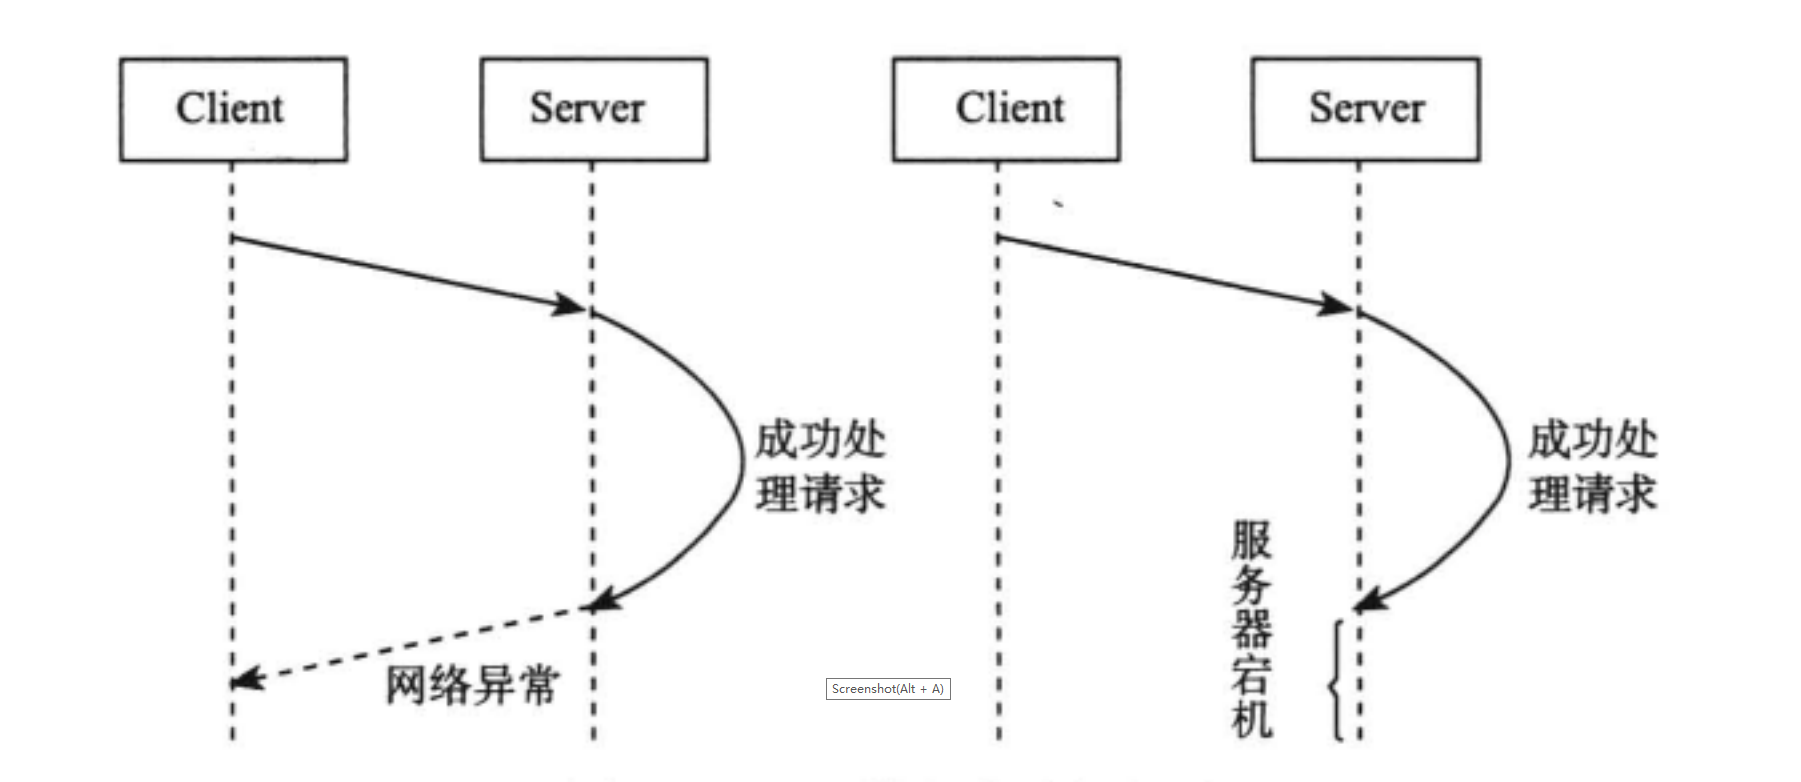 Client
Server
成功处
理请求
网络异常
Client
Server
成功处
理请求
服务器宕机
Screenshot(Alt + A)